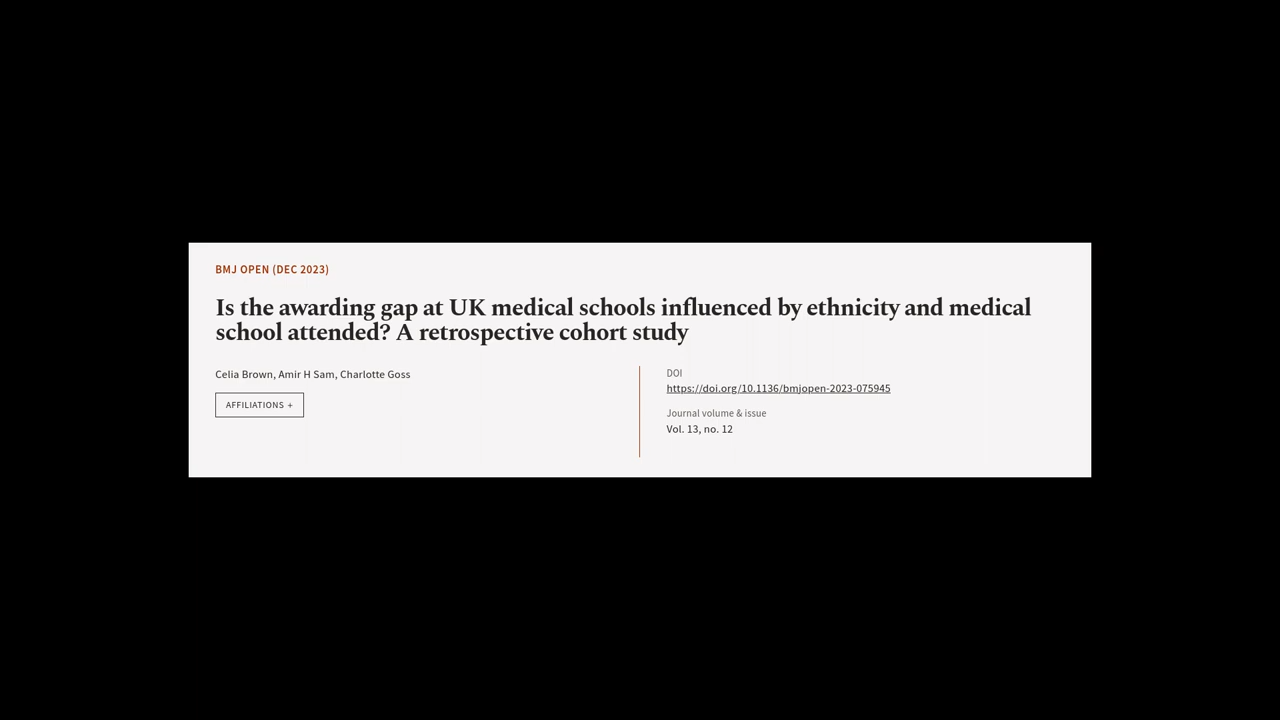 BMJ OPEN (DEC 2023)
Is the awarding gap at UK medical schools influenced by ethnicity and medical
school attended? A retrospective cohort study
Celia Brown, Amir H Sam, Charlotte Goss
AFFILIATIONS +
DOI
https://doi.org/10.1136/bmjopen-2023-075945
Journal volume & issue
Vol. 13, no. 12